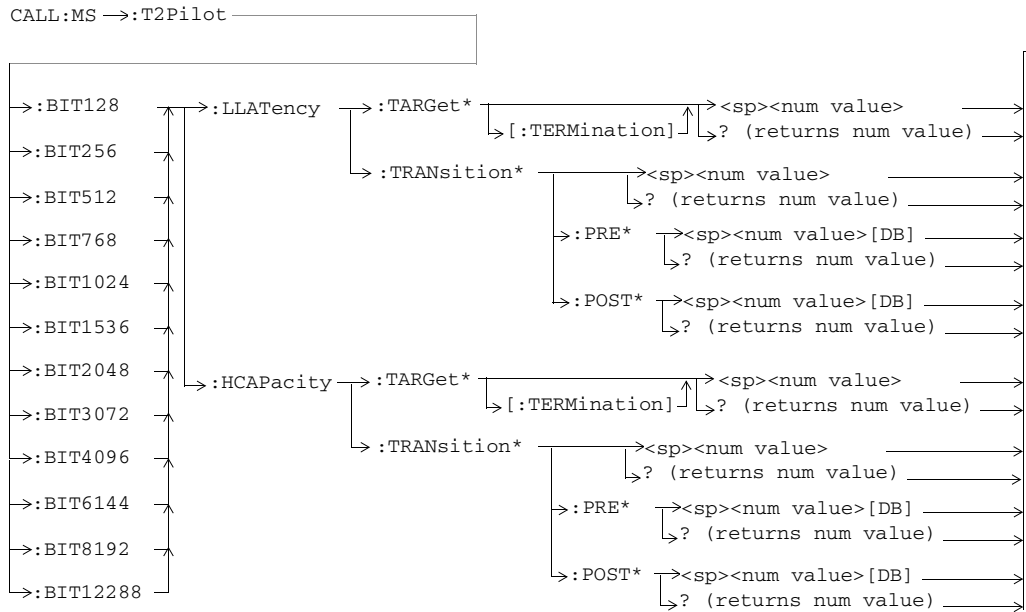 CALL:MS :T2Pilot
:BIT128 :LLATency :TARGet* <sp><num value>
[:TERMination] ? (returns num value)
:BIT256
:TRANsition* <sp><num value>
:BIT512 ? (returns num value)
:BIT768 :PRE* <sp><num value>[DB]
? (returns num value)
:BIT1024
:POST* <sp><num value>[DB]
:BIT1536 ? (returns num value)
:BIT2048 :HCAPacity :TARGet* <sp><num value>
[:TERMination] ? (returns num value)
:BIT3072
:TRANsition* <sp><num value>
:BIT4096 ? (returns num value)
:BIT6144 :PRE* <sp><num value>[DB]
? (returns num value)
:BIT8192
:POST* <sp><num value>[DB]
:BIT12288 ? (returns num value)